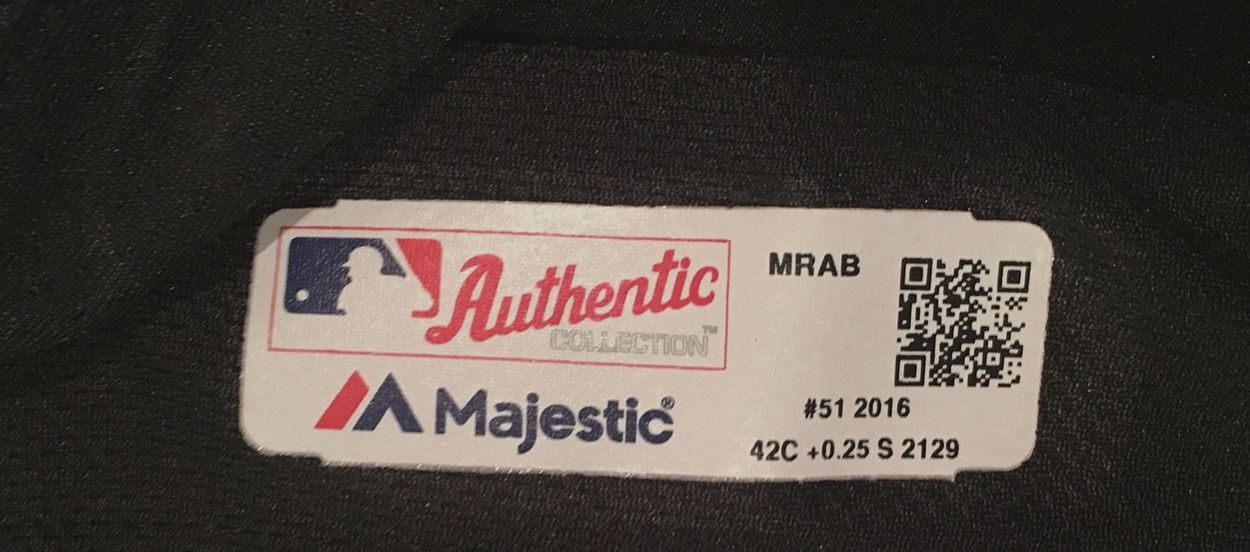 Authentic
COLLECTION™
Majestic®
MRAB
#51 2016
42C +0.25 S 2129